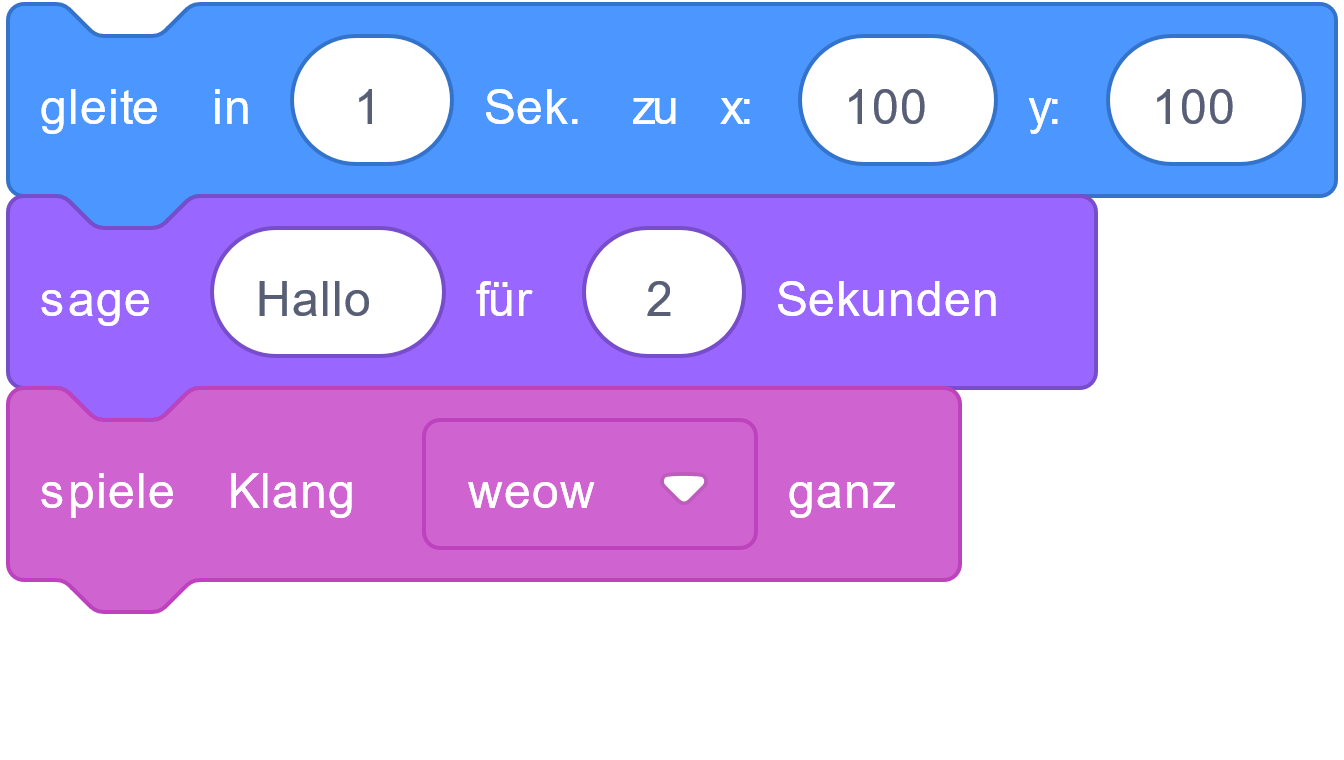 gleite in 1 Sek. zu x: 100 y: 100
sage Hallo für 2 Sekunden
spiele Klang weow ganz